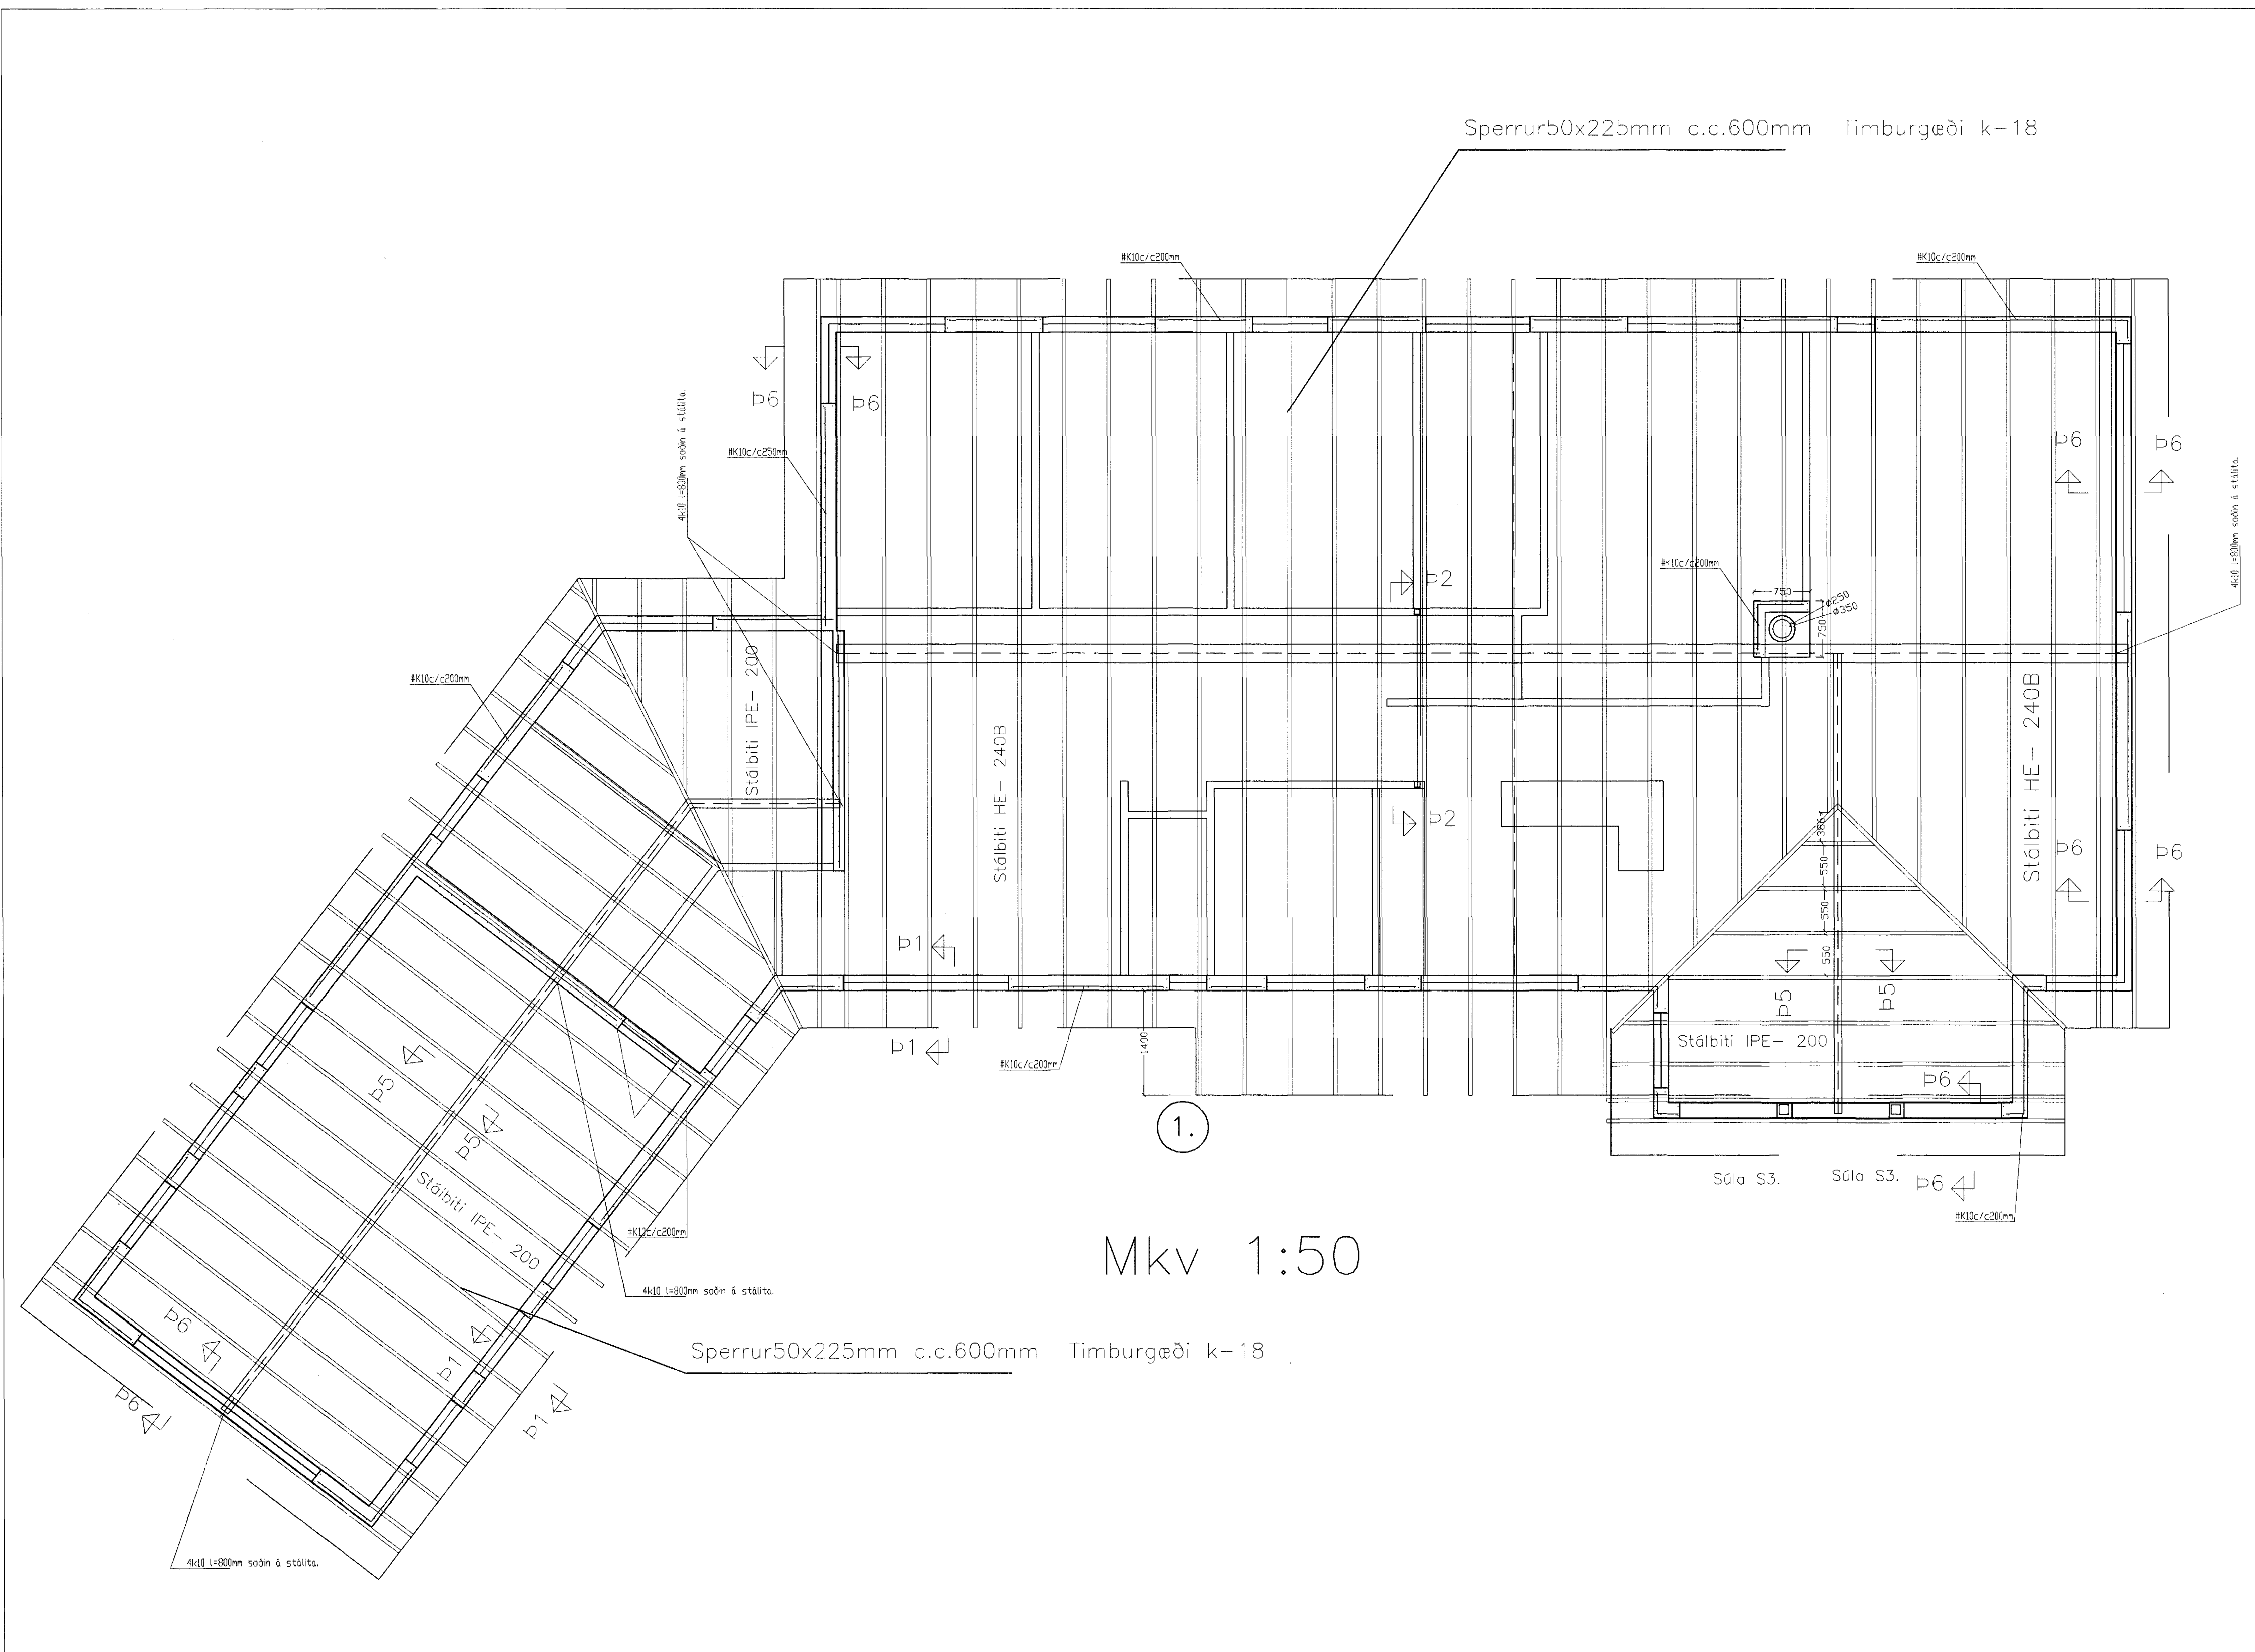 Sperrur50x225mm c.c.600mm Timburgæði k-18
#K10c/c200mm
#K10c/c200mm
Þ6
Þ6
4k10 l=800mm soðin á stálita.
#K10c/c250mm
Þ6
Þ6
4k10 l=800mm soðin á stálita.
Þ2
#K10c/c200mm
750
ø250
ø350
750
#K10c/c200mm
Stálbiti IPE- 200
Stálbiti HE- 240B
Stálbiti HE- 240B
Þ2
386
550
550
550
Þ6
Þ6
Þ1
Þ5
Þ5
Stálbiti IPE- 200
Þ1
1400
#K10c/c200mm
Þ6
1.
Þ5
Þ5
Stálbiti IPE- 200
Súla S3.
Súla S3.
Þ6
#K10c/c200mm
#K10c/c200mm
Mkv 1:50
4k10 l=800mm soðin á stálita.
Þ6
Sperrur50x225mm c.c.600mm Timburgæði k-18
Þ1
Þ6
Þ1
4k10 l=800mm soðin á stálita.